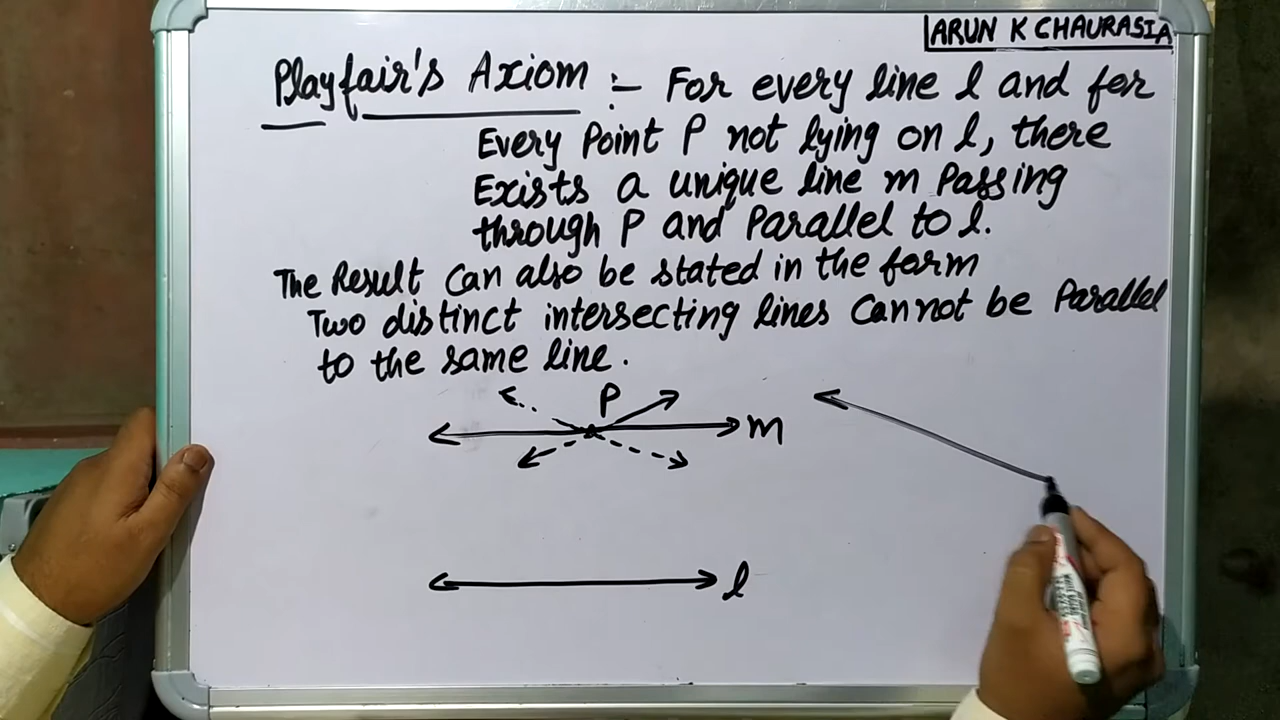 ARUN K CHAURASIA
Playfair's Axiom :- For every line l and for
Every Point P not lying on l, there
Exists a unique line m Passing
through P and Parallel to l.
The Result Can also be stated in the form
Two distinct intersecting lines Cannot be Parallel
to the same line.
P
m
l